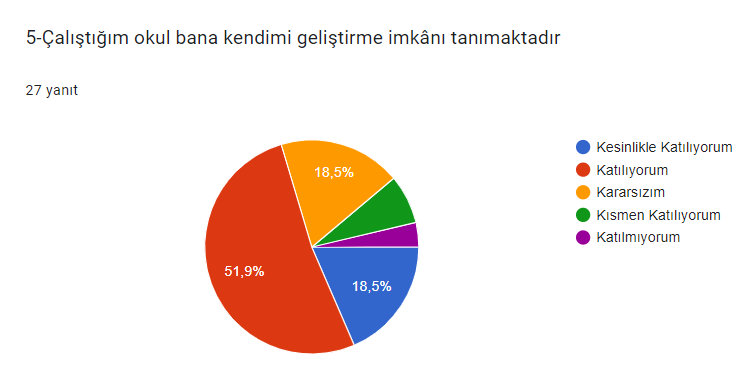 5-Çalıştığım okul bana kendimi geliştirme imkânı tanımaktadır
27 yanıt
18,5%
51,9%
18,5%
Kesinlikle Katılıyorum
Katılıyorum
Kararsızım
Kısmen Katılıyorum
Katılmıyorum